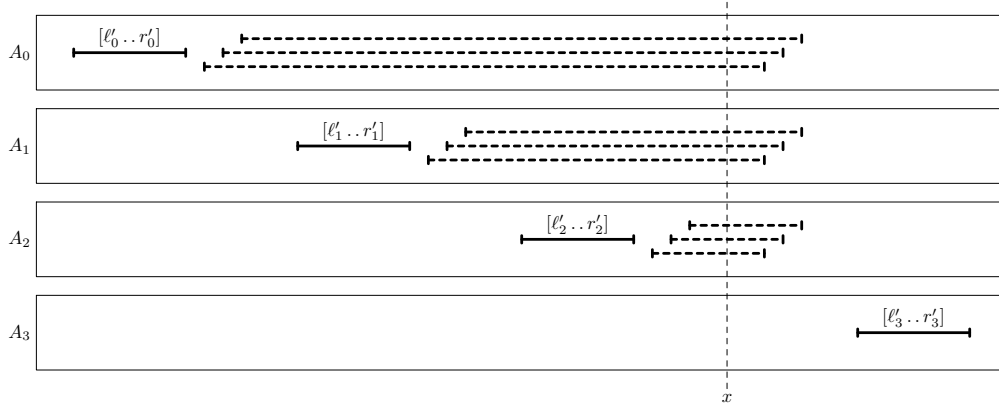 [ℓ′₀ . . r′₀]
A₀
[ℓ′₁ . . r′₁]
A₁
[ℓ′₂ . . r′₂]
A₂
[ℓ′₃ . . r′₃]
A₃
x